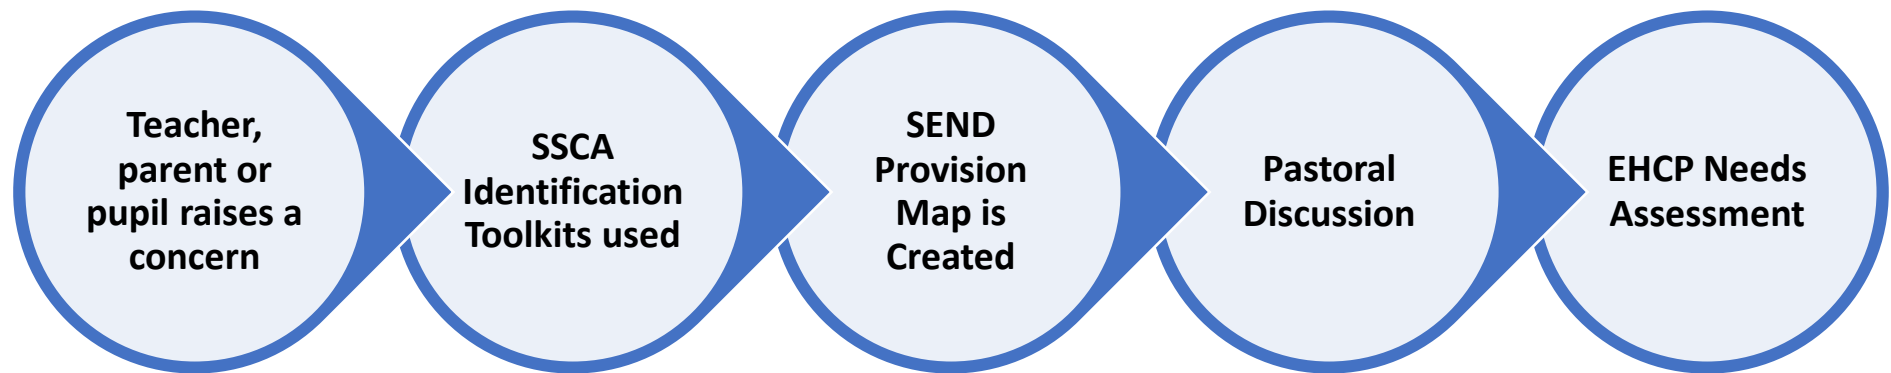 Teacher,
parent or
pupil raises a
concern
SSCA
Identification
Toolkits used
SEND
Provision
Map is
Created
Pastoral
Discussion
EHCP Needs
Assessment